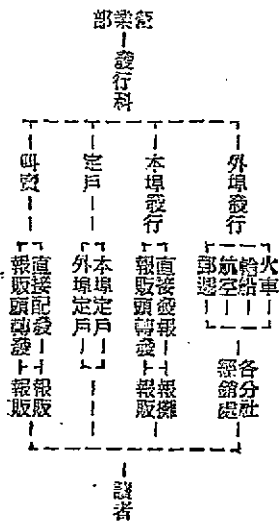 營業部
發行科
外埠發行
火車
輪船
航空
郵遞
各分社
經銷處
本埠發行
直接發報
報攤
報販頭轉發
報販
定戶
本埠定戶
外埠定戶
叫賣
直接配發
報販
報販頭轉發
報販
讀者